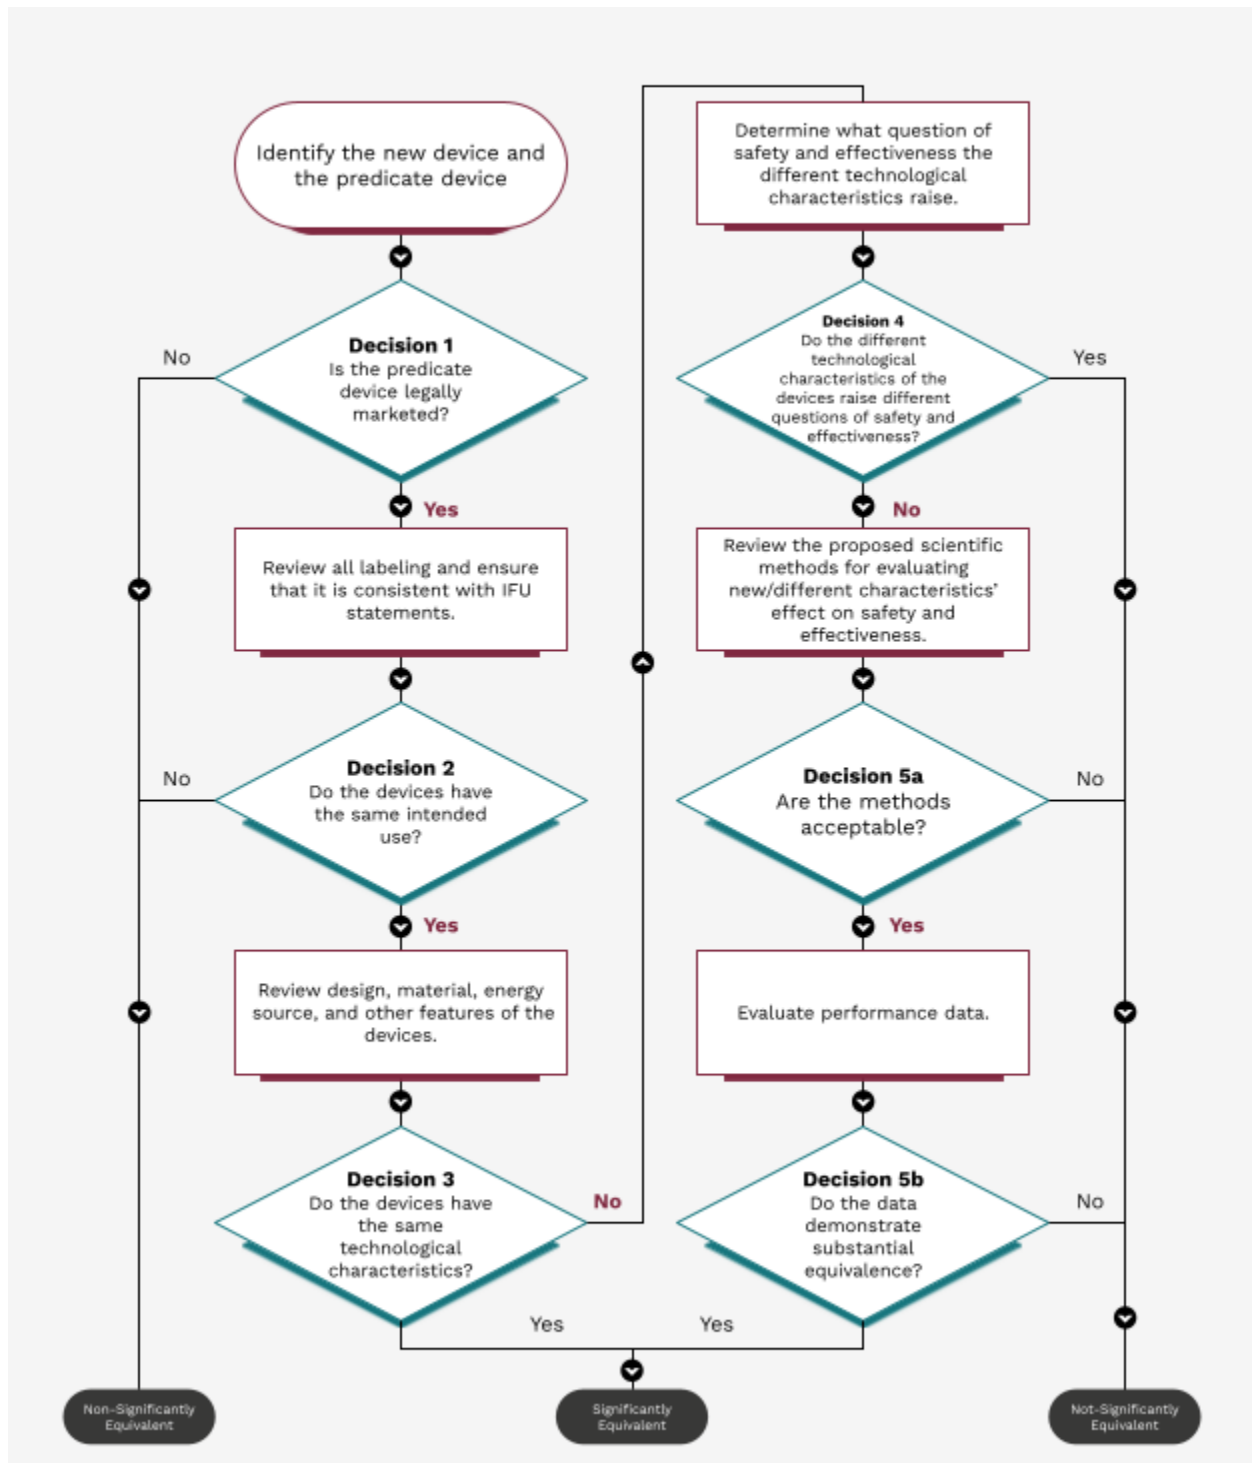 Identify the new device and
the predicate device
Decision 1
Is the predicate
device legally
marketed?
No
Yes
Review all labeling and ensure
that it is consistent with IFU
statements.
Decision 2
Do the devices have
the same intended
use?
No
Yes
Review design, material, energy
source, and other features of the
devices.
Decision 3
Do the devices have
the same
technological
characteristics?
No
Yes
Determine what question of
safety and effectiveness the
different technological
characteristics raise.
Decision 4
Do the different
technological
characteristics of the
devices raise different
questions of safety and
effectiveness?
Yes
No
Review the proposed scientific
methods for evaluating
new/different characteristics'
effect on safety and
effectiveness.
Decision 5a
Are the methods
acceptable?
No
Yes
Evaluate performance data.
Decision 5b
Do the data
demonstrate
substantial
equivalence?
No
Yes
Non-Significantly
Equivalent
Significantly
Equivalent
Not-Significantly
Equivalent